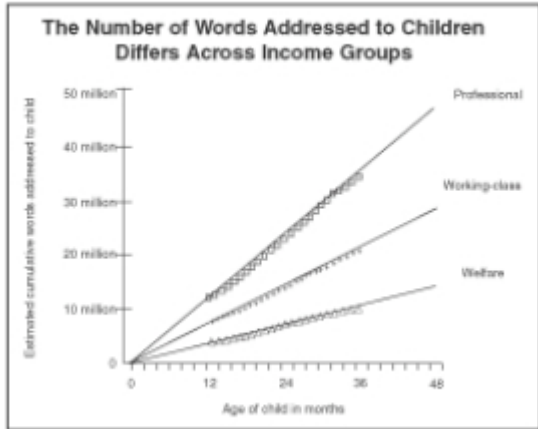 The Number of Words Addressed to Children
Differs Across Income Groups
Estimated cumulative words addressed to child
50 million
40 million
30 million
20 million
10 million
0
Professional
Working-class
Welfare
0 12 24 36 48
Age of child in months